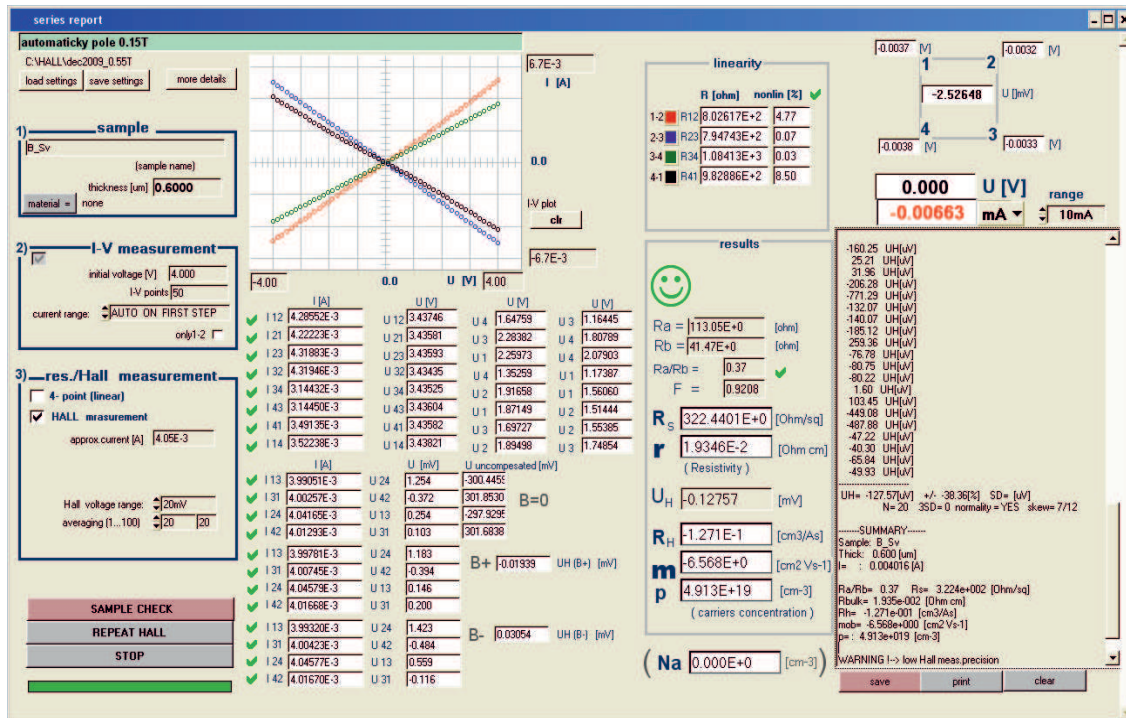 series report
automaticky pole 0.15T
C:\HALL\dec2009_0.55T
load settings save settings more details
1) sample
B_Sv
(sample name)
thickness [um] 0.6000
material = none
2) I-V measurement
initial voltage [V] 4.000
I-V points 50
current range: AUTO ON FIRST STEP
only1-2
3) res./Hall measurement
4- point (linear)
HALL mrasurement
approx.current [A] 4.05E-3
Hall voltage range: 20mV
averaging (1...100) 20 20
SAMPLE CHECK
REPEAT HALL
STOP
6.7E-3
I [A]
0.0
I-V plot
clr
-6.7E-3
-4.00 0.0 U [V] 4.00
I [A] U [V] U [V] U [V]
I 12 4.28552E-3 U 12 3.43746 U 4 1.64759 U 3 1.16445
I 21 4.22223E-3 U 21 3.43581 U 3 2.28382 U 4 1.80789
I 23 4.31883E-3 U 23 3.43593 U 1 2.25973 U 4 2.07903
I 32 4.31946E-3 U 32 3.43435 U 4 1.35259 U 1 1.17387
I 34 3.14432E-3 U 34 3.43525 U 2 1.91658 U 1 1.56060
I 43 3.14450E-3 U 43 3.43604 U 1 1.87149 U 2 1.51444
I 41 3.49135E-3 U 41 3.43582 U 3 1.69727 U 2 1.55385
I 14 3.52238E-3 U 14 3.43821 U 2 1.89498 U 3 1.74854
I [A] U [mV] U uncompesated [mV]
I 13 3.99051E-3 U 24 1.254 -300.4455
I 31 4.00257E-3 U 42 -0.372 301.8530
I 24 4.04165E-3 U 13 0.254 -297.9295
I 42 4.01293E-3 U 31 0.103 301.6838
B=0
I 13 3.99781E-3 U 24 1.183
I 31 4.00745E-3 U 42 -0.394
I 24 4.04579E-3 U 13 0.146
I 42 4.01668E-3 U 31 0.200
B+ -0.01939 UH (B+) [mV]
I 13 3.99320E-3 U 24 1.423
I 31 4.00423E-3 U 42 -0.484
I 24 4.04577E-3 U 13 0.559
I 42 4.01670E-3 U 31 -0.116
B- 0.03054 UH (B-) [mV]
linearity
R [ohm] nonlin [%]
1-2 R12 8.02617E+2 4.77
2-3 R23 7.94743E+2 0.07
3-4 R34 1.08413E+3 0.03
4-1 R41 9.82886E+2 8.50
results
Ra = 113.05E+0 [ohm]
Rb = 41.47E+0 [ohm]
Ra/Rb = 0.37
F = 0.9208
RS 322.4401E+0 [Ohm/sq]
r 1.9346E-2 [Ohm cm]
( Resistivity )
UH -0.12757 [mV]
RH -1.271E-1 [cm3/As]
m -6.568E+0 [cm2 Vs-1]
p 4.913E+19 [cm-3]
( carriers concentration )
( Na 0.000E+0 [cm-3] )
-0.0037 [V] -0.0032 [V]
1 2
-2.52648 U []mV]
4 3
-0.0038 [V] -0.0033 [V]
0.000 U [V] range
-0.00663 mA 10mA
-160.25 UH[uV]
25.21 UH[uV]
31.96 UH[uV]
-206.28 UH[uV]
-771.29 UH[uV]
-132.07 UH[uV]
-140.07 UH[uV]
-185.12 UH[uV]
259.36 UH[uV]
-76.78 UH[uV]
-80.75 UH[uV]
-80.22 UH[uV]
1.60 UH[uV]
103.45 UH[uV]
-449.08 UH[uV]
-487.88 UH[uV]
-47.22 UH[uV]
-40.30 UH[uV]
-65.84 UH[uV]
-49.93 UH[uV]
--------------------
UH= -127.57[uV] +/- -38.36[%] SD= [uV]
N= 20 3SD= 0 normality = YES skew= 7/12
-------SUMMARY------
Sample: B_Sv
Thick: 0.600 [um]
I= : 0.004016 [A]
Ra/Rb= 0.37 Rs= 3.224e+002 [Ohm/sq]
Rbulk= 1.935e-002 [Ohm cm]
Rh= -1.271e-001 [cm3/As]
mob= -6.568e+000 [cm2 Vs-1]
p= : 4.913e+019 [cm-3]
WARNING !--> low Hall meas.precision
save print clear